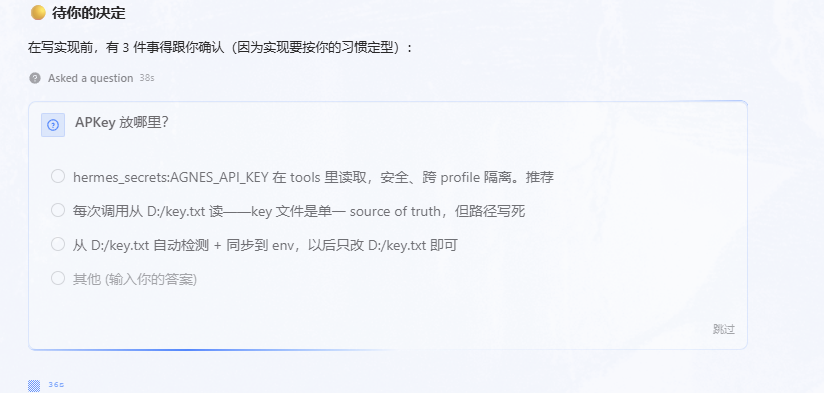 待你的决定
在写实现前，有 3 件事得跟你确认（因为实现要按你的习惯定型）：
Asked a question 38s
APKey 放哪里？
hermes_secrets:AGNES_API_KEY 在 tools 里读取，安全、跨 profile 隔离。推荐
每次调用从 D:/key.txt 读——key 文件是单一 source of truth，但路径写死
从 D:/key.txt 自动检测 + 同步到 env，以后只改 D:/key.txt 即可
其他 (输入你的答案)
跳过
36s